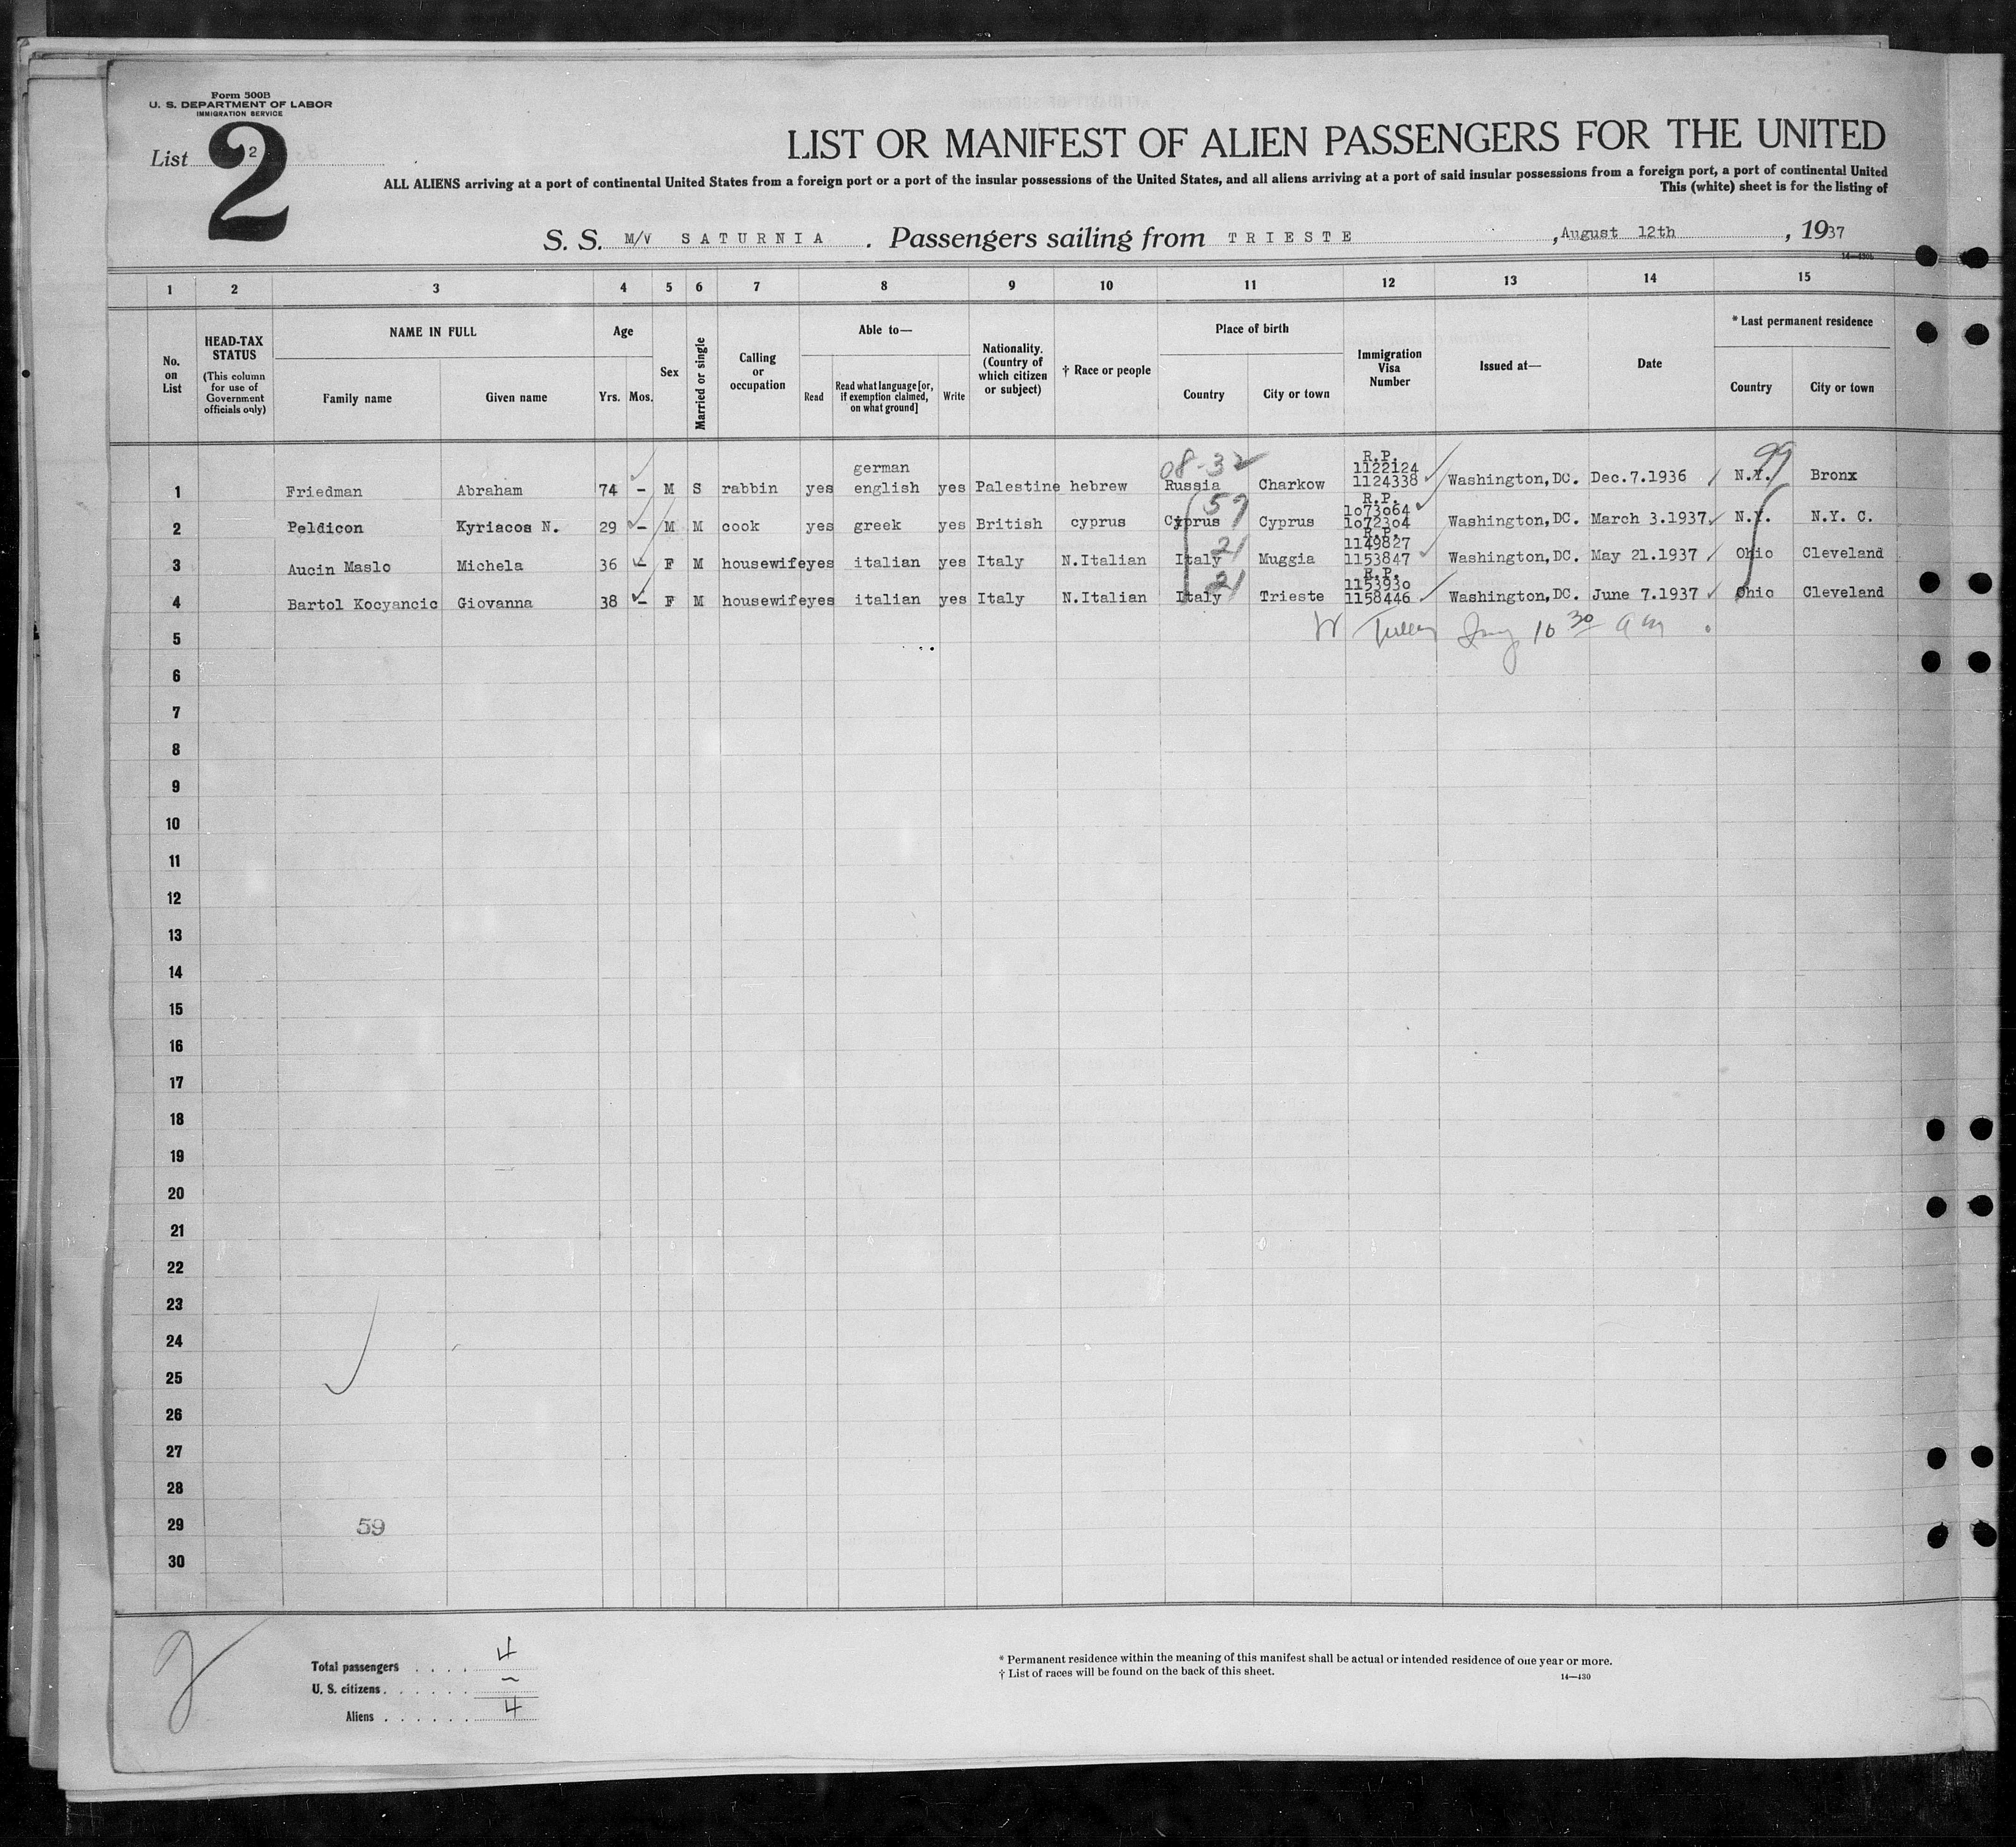 Form 500B
U. S. DEPARTMENT OF LABOR
IMMIGRATION SERVICE
List 2
2
LIST OR MANIFEST OF ALIEN PASSENGERS FOR THE UNITED
ALL ALIENS arriving at a port of continental United States from a foreign port or a port of the insular possessions of the United States, and all aliens arriving at a port of said insular possessions from a foreign port, a port of continental United
This (white) sheet is for the listing of
S. S. M/V SATURNIA . Passengers sailing from TRIESTE , August 12th , 1937
14—430b
1 2 3 4 5 6 7 8 9 10 11 12 13 14 15
No. on List
HEAD-TAX STATUS (This column for use of Government officials only)
NAME IN FULL
Family name Given name
Age
Yrs. Mos.
Sex
Married or single
Calling or occupation
Able to—
Read Read what language [or, if exemption claimed, on what ground] Write
Nationality. (Country of which citizen or subject)
† Race or people
Place of birth
Country City or town
Immigration Visa Number
Issued at—
Date
* Last permanent residence
Country City or town
german 08-32 R.P. 99
1122124
1 Friedman Abraham 74 – M S rabbin yes english yes Palestine hebrew Russia Charkow 1124338 Washington,DC. Dec.7.1936 N.Y. Bronx
59 R.P.
1073064
2 Peldicon Kyriacos N. 29 – M M cook yes greek yes British cyprus Cyprus Cyprus 1072304 Washington,DC. March 3.1937 N.Y. N.Y. C.
21 R.P.
1149827
3 Aucin Maslo Michela 36 – F M housewife yes italian yes Italy N.Italian Italy Muggia 1153847 Washington,DC. May 21.1937 Ohio Cleveland
21 R.P.
1153930
4 Bartol Kocyancic Giovanna 38 – F M housewife yes italian yes Italy N.Italian Italy Trieste 1158446 Washington,DC. June 7.1937 Ohio Cleveland
5 10 30 am
6
7
8
9
10
11
12
13
14
15
16
17
18
19
20
21
22
23
24
25
26
27
28
29 59
30
Total passengers . . . . 4
U. S. citizens . . . . . . –
Aliens . . . . . . 4
* Permanent residence within the meaning of this manifest shall be actual or intended residence of one year or more.
† List of races will be found on the back of this sheet.
14—430